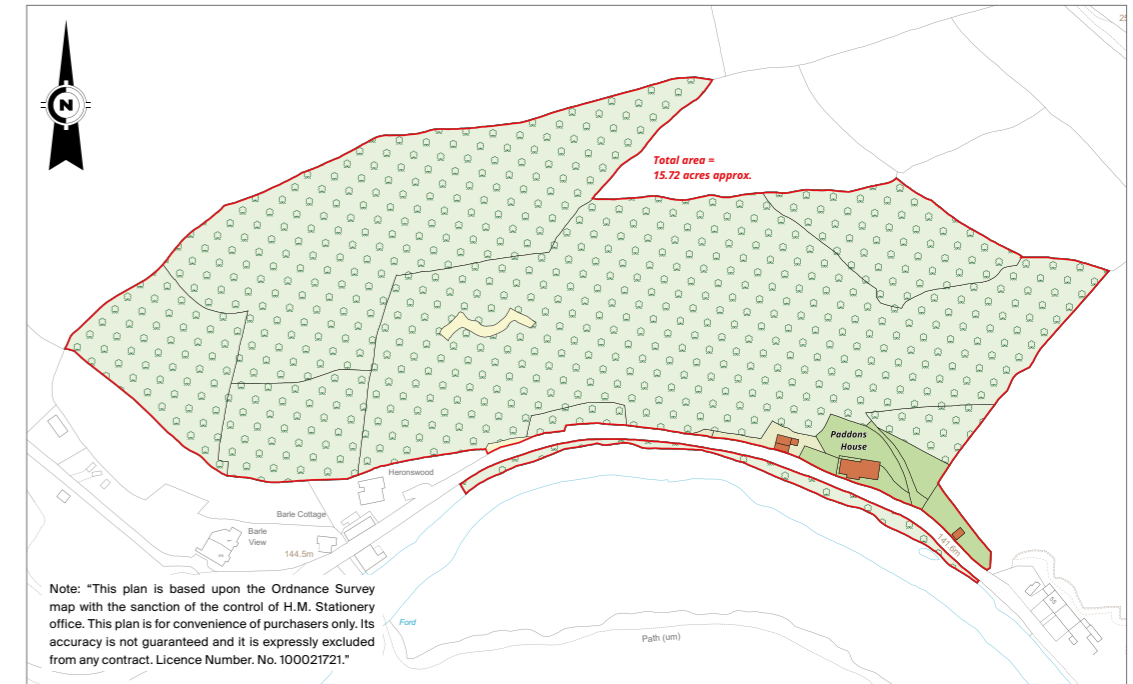 N
Total area =
15.72 acres approx.
Paddons
House
Heronswood
Barle Cottage
Barle
View
144.5m
141.6m
Ford
Path (um)
Note: “This plan is based upon the Ordnance Survey
map with the sanction of the control of H.M. Stationery
office. This plan is for convenience of purchasers only. Its
accuracy is not guaranteed and it is expressly excluded
from any contract. Licence Number. No. 100021721.”